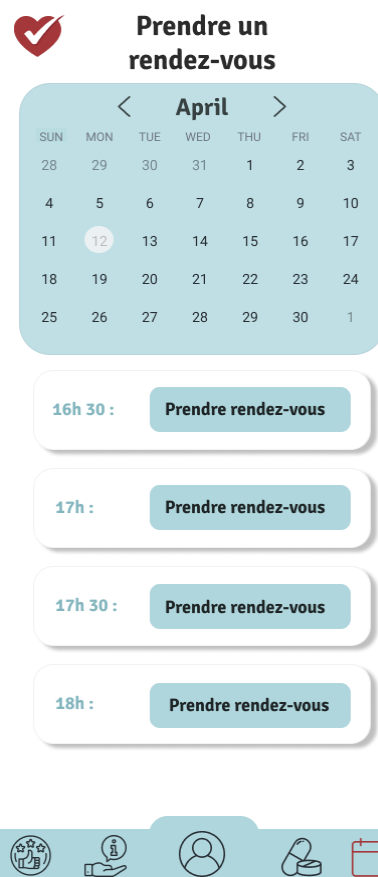 Prendre un
rendez-vous
April
SUN MON TUE WED THU FRI SAT
28 29 30 31 1 2 3
4 5 6 7 8 9 10
11 12 13 14 15 16 17
18 19 20 21 22 23 24
25 26 27 28 29 30 1
16h 30 : Prendre rendez-vous
17h : Prendre rendez-vous
17h 30 : Prendre rendez-vous
18h : Prendre rendez-vous
i